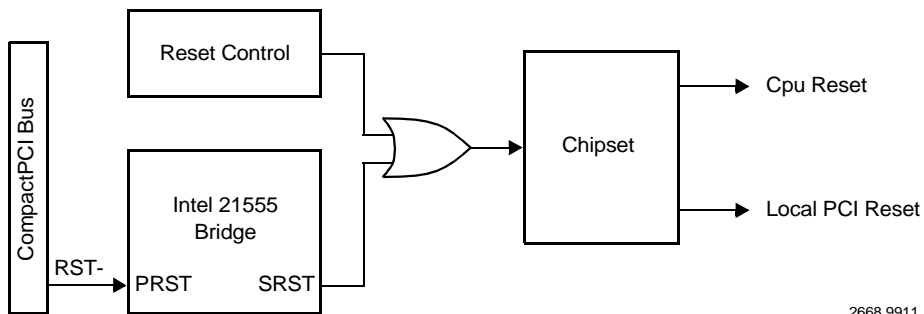 Reset Control
CompactPCI Bus
Intel 21555
Bridge
RST-
PRST
SRST
Chipset
Cpu Reset
Local PCI Reset
2668 9911